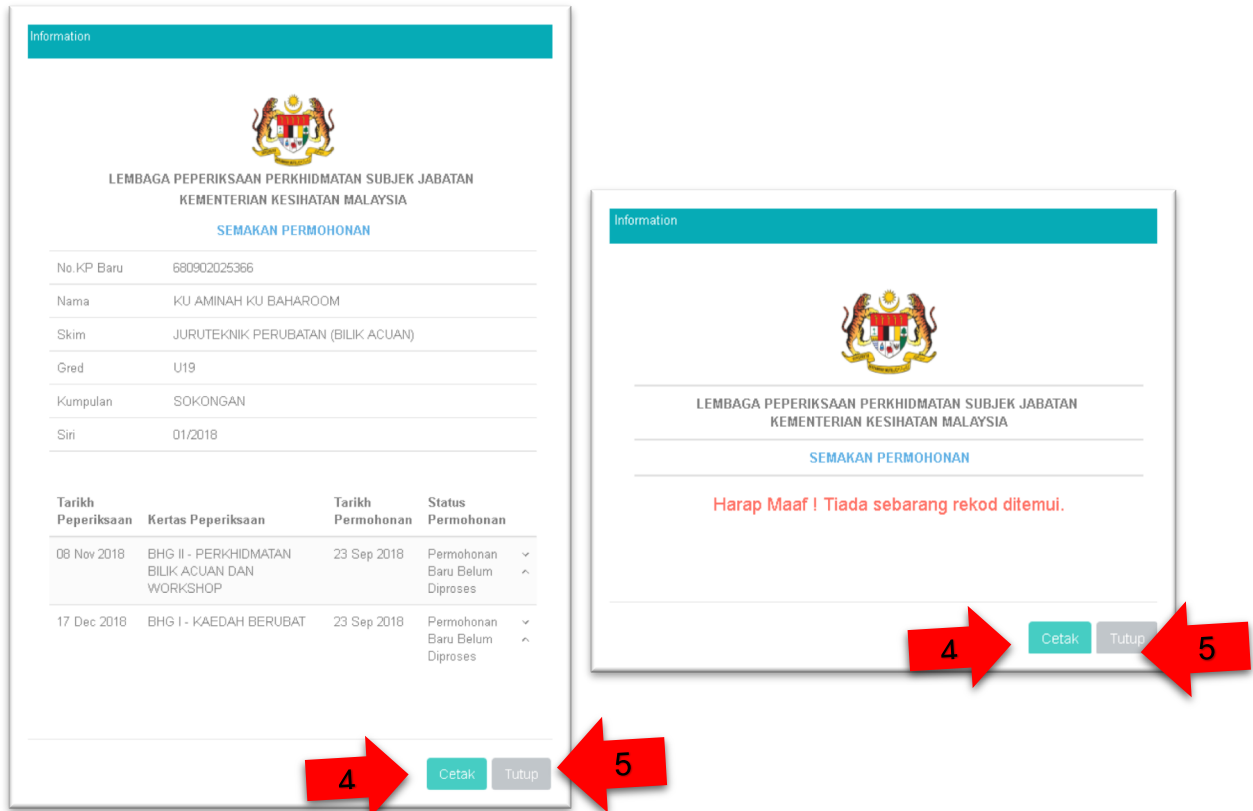 Information
LEMBAGA PEPERIKSAAN PERKHIDMATAN SUBJEK JABATAN
KEMENTERIAN KESIHATAN MALAYSIA
SEMAKAN PERMOHONAN
No.KP Baru 680902025366
Nama KU AMINAH KU BAHAROOM
Skim JURUTEKNIK PERUBATAN (BILIK ACUAN)
Gred U19
Kumpulan SOKONGAN
Siri 01/2018
Tarikh Peperiksaan Kertas Peperiksaan Tarikh Permohonan Status Permohonan
08 Nov 2018 BHG II - PERKHIDMATAN 23 Sep 2018 Permohonan
BILIK ACUAN DAN Baru Belum
WORKSHOP Diproses
17 Dec 2018 BHG I - KAEDAH BERUBAT 23 Sep 2018 Permohonan
Baru Belum
Diproses
4 Cetak Tutup 5
Information
LEMBAGA PEPERIKSAAN PERKHIDMATAN SUBJEK JABATAN
KEMENTERIAN KESIHATAN MALAYSIA
SEMAKAN PERMOHONAN
Harap Maaf ! Tiada sebarang rekod ditemui.
4 Cetak Tutup 5